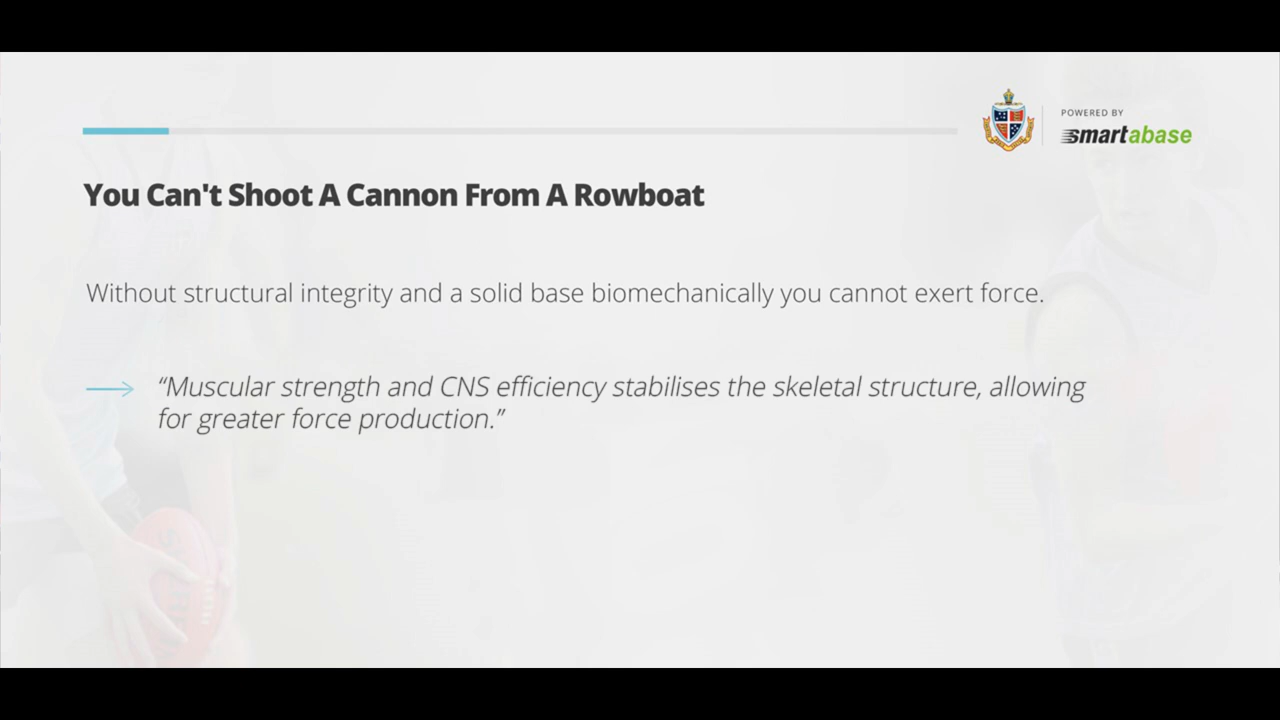 POWERED BY
smartabase
You Can't Shoot A Cannon From A Rowboat
Without structural integrity and a solid base biomechanically you cannot exert force.
“Muscular strength and CNS efficiency stabilises the skeletal structure, allowing
for greater force production.”